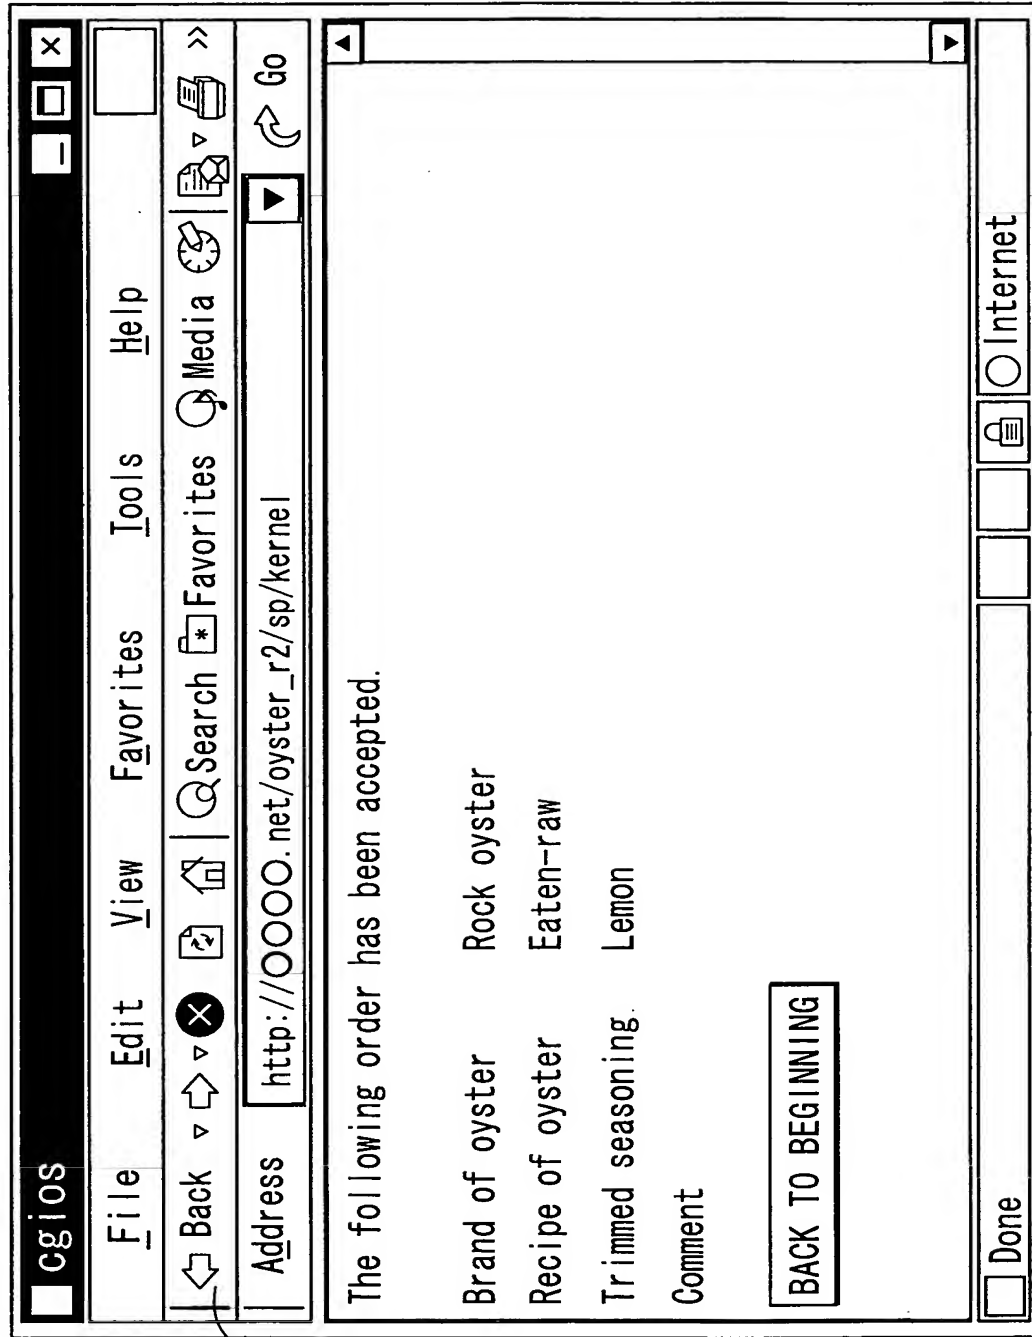 cgios
File Edit View Favorites Tools Help
Back Search Favorites Media »
Address http://OOOO.net/oyster_r2/sp/kernel Go
The following order has been accepted.
Brand of oyster Rock oyster
Recipe of oyster Eaten-raw
Trimmed seasoning. Lemon
Comment
BACK TO BEGINNING
Done Internet